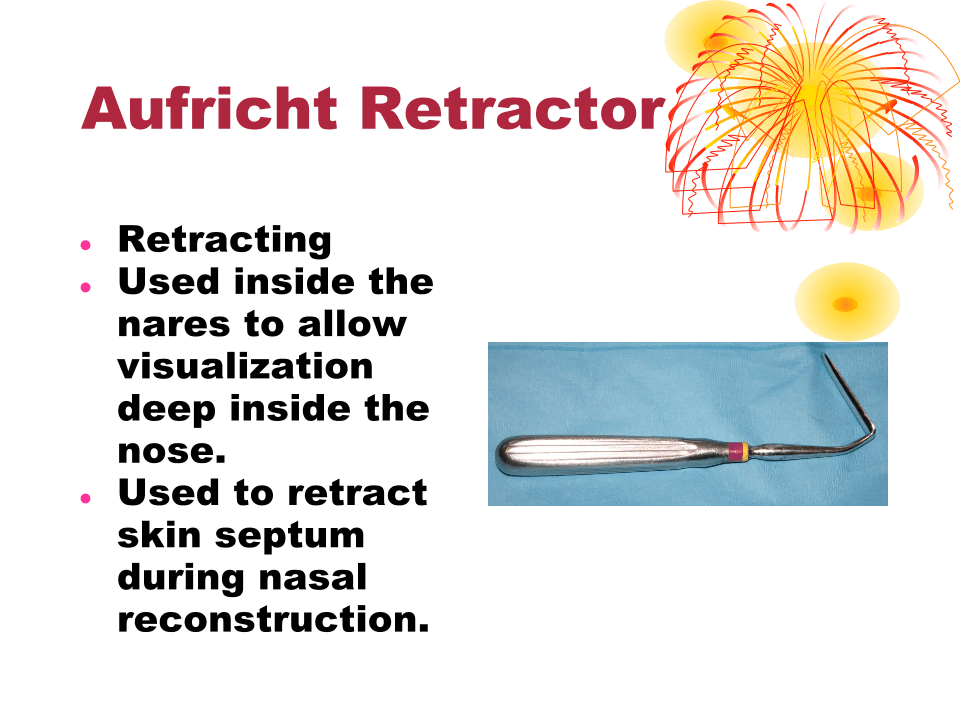 Aufricht Retractor
Retracting
Used inside the
nares to allow
visualization
deep inside the
nose.
Used to retract
skin septum
during nasal
reconstruction.